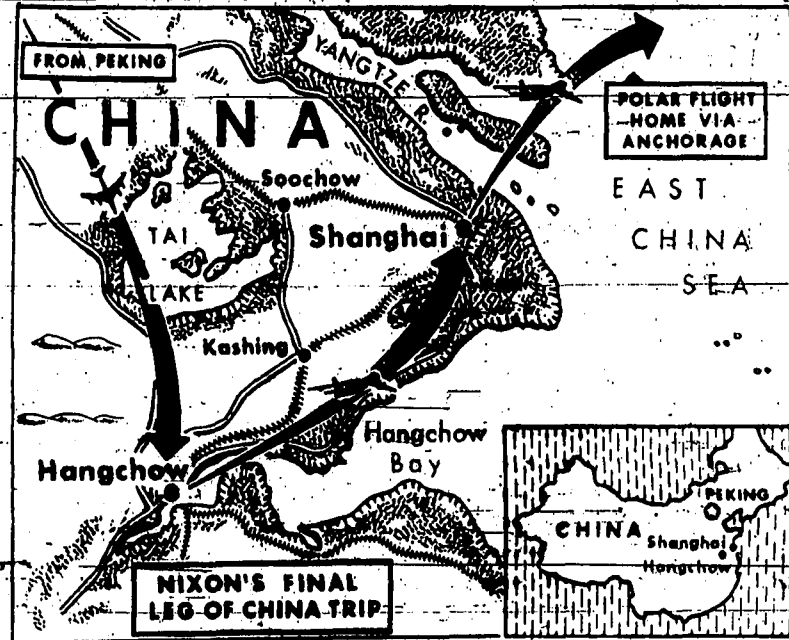 FROM PEKING
CHINA
YANGTZE R.
POLAR FLIGHT
HOME VIA
ANCHORAGE
Soochow
EAST
CHINA
SEA
Shanghai
TAI
LAKE
Kashing
Hangchow
Bay
Hangchow
NIXON'S FINAL
LEG OF CHINA TRIP
PEKING
CHINA
Shanghai
Hangchow